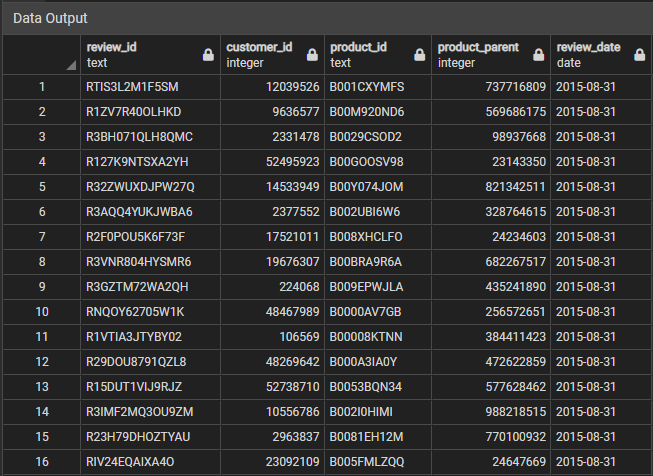 Data Output
review_id customer_id product_id product_parent review_date
text integer text integer date
1 RTIS3L2M1F5SM 12039526 B001CXYMFS 737716809 2015-08-31
2 R1ZV7R40OLHKD 9636577 B00M920ND6 569686175 2015-08-31
3 R3BH071QLH8QMC 2331478 B0029CSOD2 98937668 2015-08-31
4 R127K9NTSXA2YH 52495923 B00GOOSV98 23143350 2015-08-31
5 R32ZWUXDJPW27Q 14533949 B00Y074JOM 821342511 2015-08-31
6 R3AQQ4YUKJWBA6 2377552 B002UBI6W6 328764615 2015-08-31
7 R2F0POU5K6F73F 17521011 B008XHCLFO 24234603 2015-08-31
8 R3VNR804HYSMR6 19676307 B00BRA9R6A 682267517 2015-08-31
9 R3GZTM72WA2QH 224068 B009EPWJLA 435241890 2015-08-31
10 RNQOY62705W1K 48467989 B0000AV7GB 256572651 2015-08-31
11 R1VTIA3JTYBY02 106569 B00008KTNN 384411423 2015-08-31
12 R29DOU8791QZL8 48269642 B000A3IA0Y 472622859 2015-08-31
13 R15DUT1VIJ9RJZ 52738710 B0053BQN34 577628462 2015-08-31
14 R3IMF2MQ3OU9ZM 10556786 B002I0HIMI 988218515 2015-08-31
15 R23H79DHOZTYAU 2963837 B0081EH12M 770100932 2015-08-31
16 RIV24EQAIXA4O 23092109 B005FMLZQQ 24647669 2015-08-31